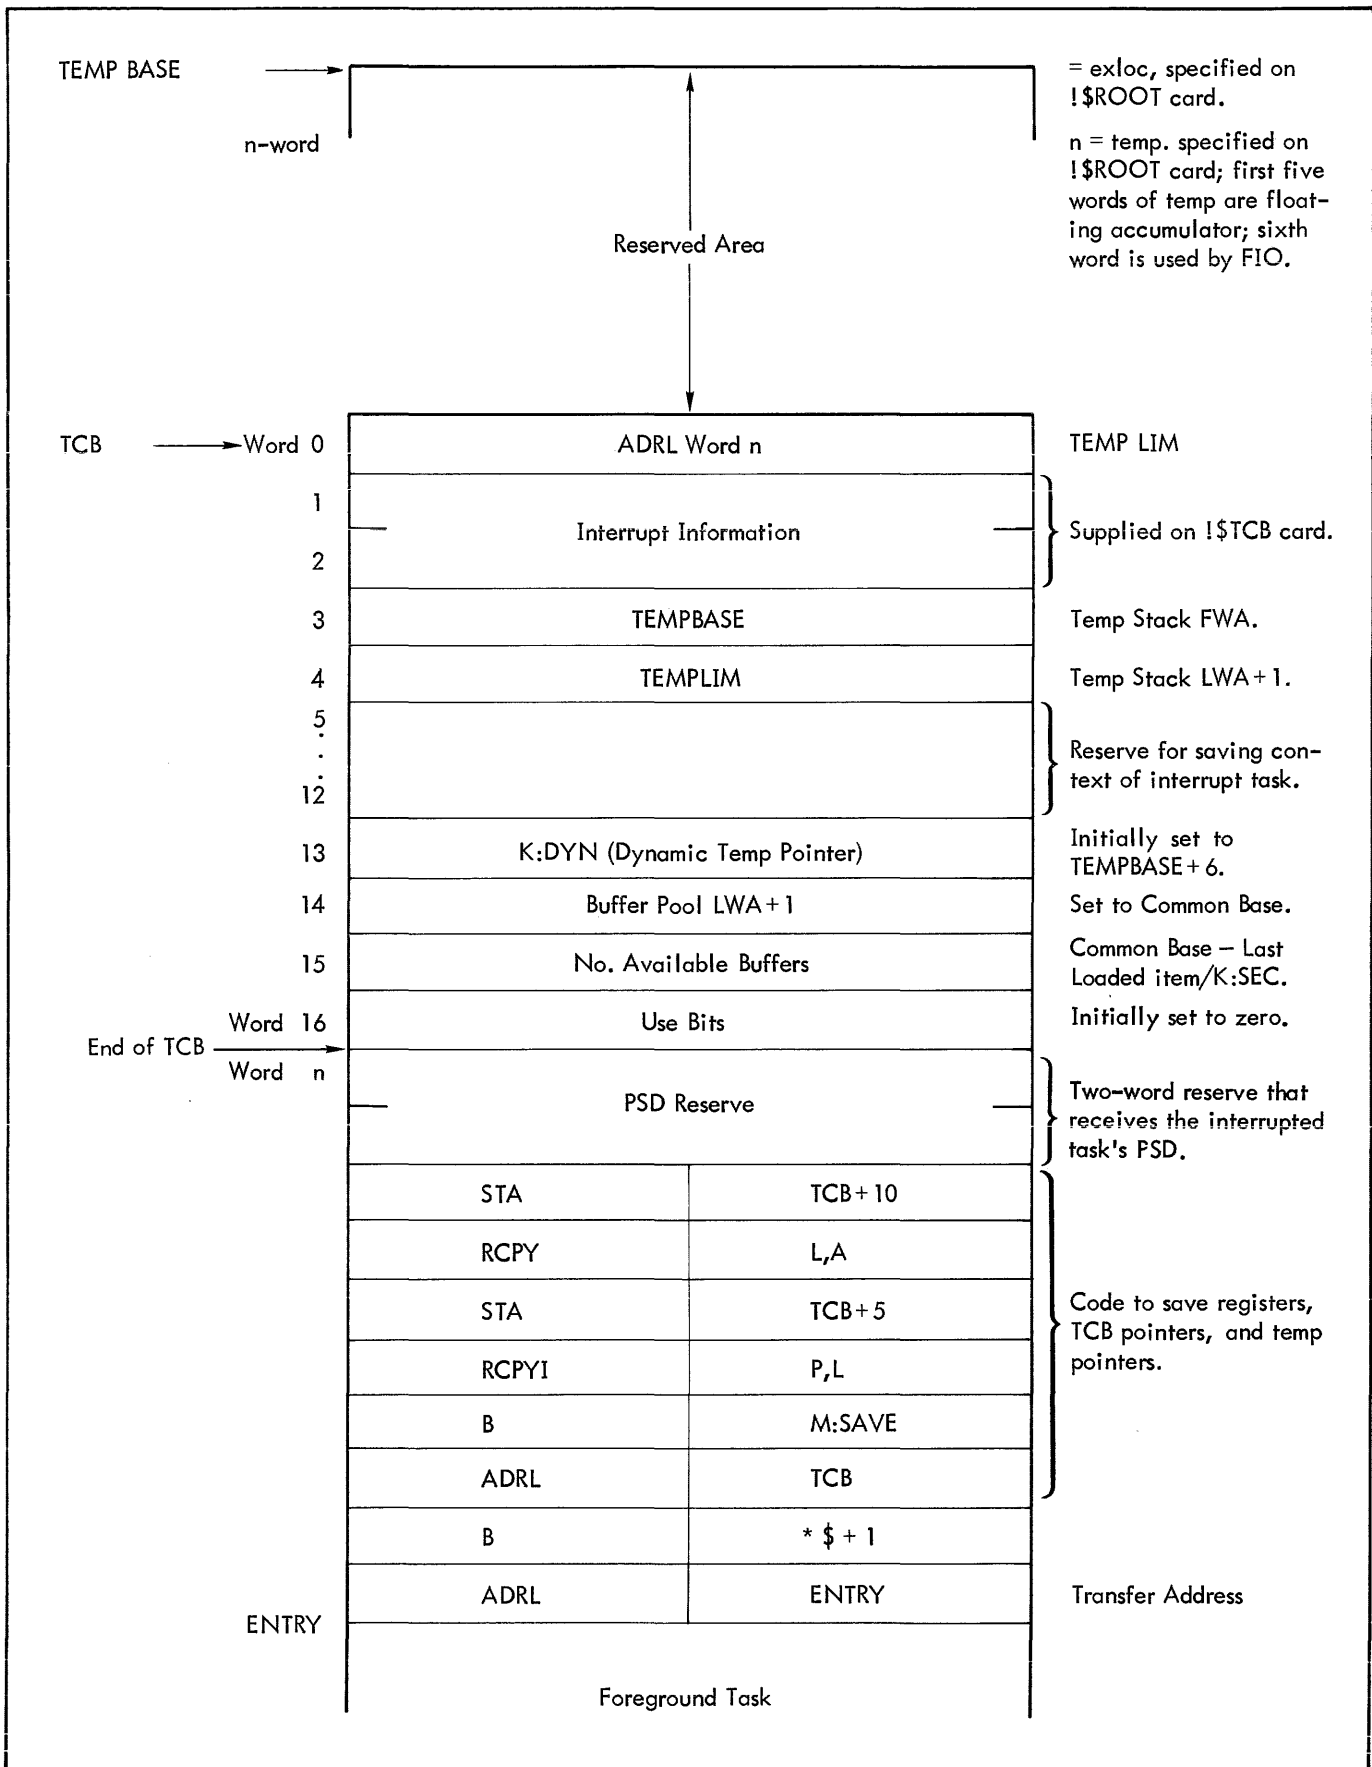 TEMP BASE
= exloc, specified on
!$ROOT card.
n-word
n = temp. specified on
!$ROOT card; first five
words of temp are float-
ing accumulator; sixth
word is used by FIO.
Reserved Area
TCB
Word 0
ADRL Word n
TEMP LIM
1
Interrupt Information
Supplied on !$TCB card.
2
3
TEMPBASE
Temp Stack FWA.
4
TEMPLIM
Temp Stack LWA+1.
5
.
.
.
12
Reserve for saving con-
text of interrupt task.
13
K:DYN (Dynamic Temp Pointer)
Initially set to
TEMPBASE+6.
14
Buffer Pool LWA+1
Set to Common Base.
15
No. Available Buffers
Common Base – Last
Loaded item/K:SEC.
Word 16
Use Bits
Initially set to zero.
End of TCB
Word n
PSD Reserve
Two-word reserve that
receives the interrupted
task's PSD.
STA TCB+10
RCPY L,A
STA TCB+5
RCPYI P,L
B M:SAVE
ADRL TCB
Code to save registers,
TCB pointers, and temp
pointers.
B * $ + 1
ADRL ENTRY
Transfer Address
ENTRY
Foreground Task